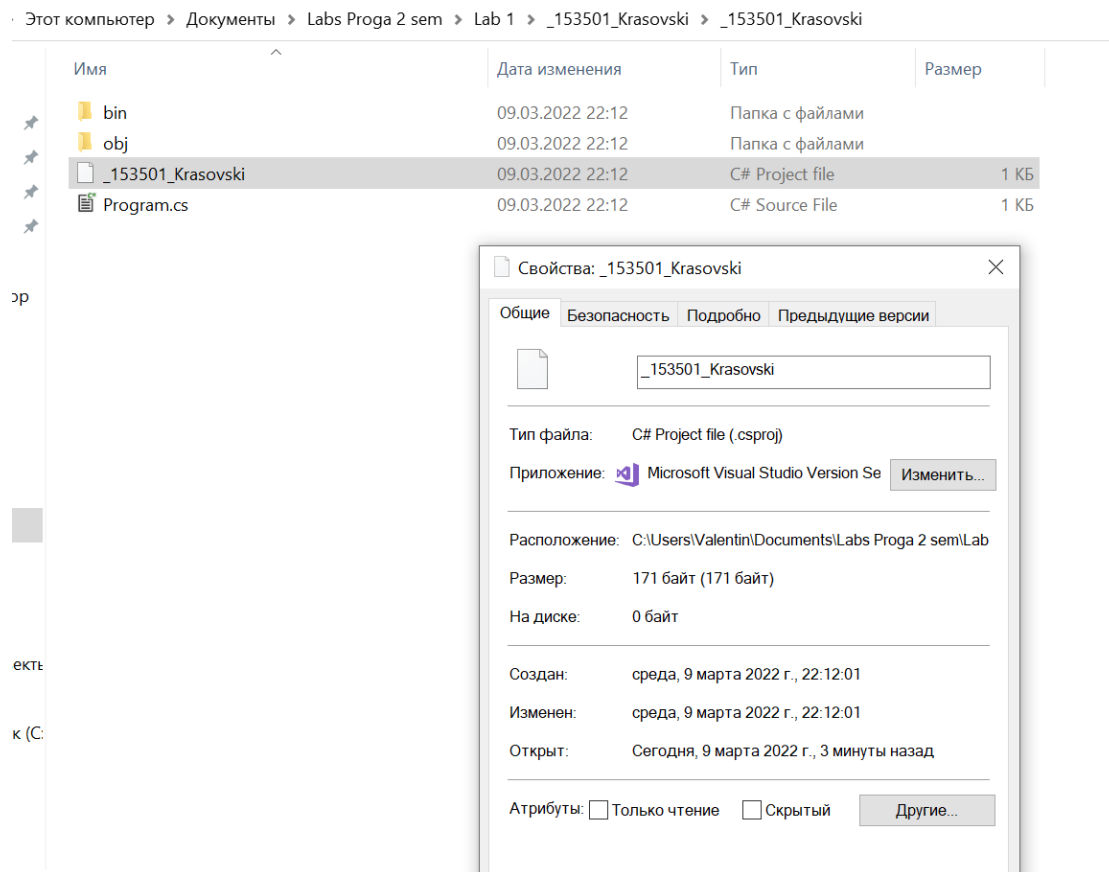 Этот компьютер > Документы > Labs Proga 2 sem > Lab 1 > _153501_Krasovski > _153501_Krasovski
Имя Дата изменения Тип Размер
bin 09.03.2022 22:12 Папка с файлами
obj 09.03.2022 22:12 Папка с файлами
_153501_Krasovski 09.03.2022 22:12 C# Project file 1 КБ
Program.cs 09.03.2022 22:12 C# Source File 1 КБ
Свойства: _153501_Krasovski
ор
Общие Безопасность Подробно Предыдущие версии
_153501_Krasovski
Тип файла: C# Project file (.csproj)
Приложение: Microsoft Visual Studio Version Se Изменить...
Расположение: C:\Users\Valentin\Documents\Labs Proga 2 sem\Lab
Размер: 171 байт (171 байт)
На диске: 0 байт
екты
Создан: среда, 9 марта 2022 г., 22:12:01
Изменен: среда, 9 марта 2022 г., 22:12:01
к (C:
Открыт: Сегодня, 9 марта 2022 г., 3 минуты назад
Атрибуты: Только чтение Скрытый Другие...